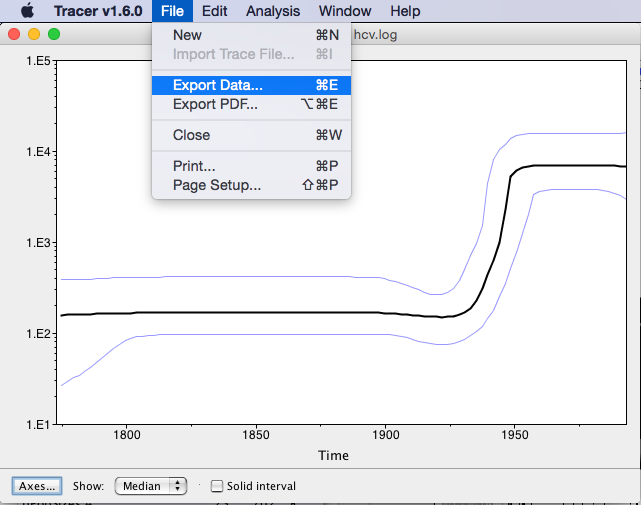 Tracer v1.6.0 File Edit Analysis Window Help
hcv.log
New ⌘N
Import Trace File... ⌘I
Export Data... ⌘E
Export PDF... ⌥⌘E
Close ⌘W
Print... ⌘P
Page Setup... ⇧⌘P
1.E5
1.E4
1.E3
1.E2
1.E1
1800 1850 1900 1950
Time
Axes... Show: Median Solid interval